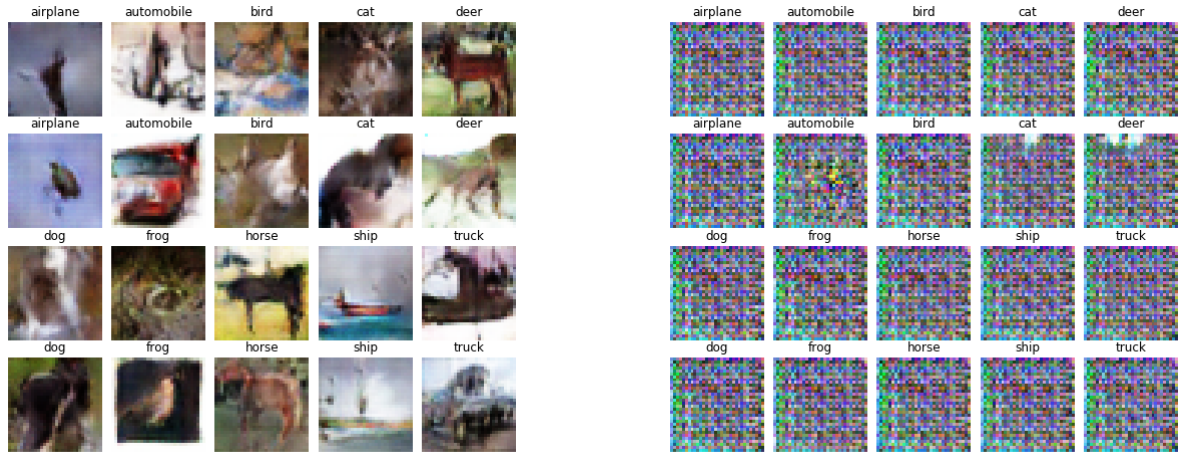 airplane automobile bird cat deer airplane automobile bird cat deer
airplane automobile bird cat deer airplane automobile bird cat deer
dog frog horse ship truck dog frog horse ship truck
dog frog horse ship truck dog frog horse ship truck